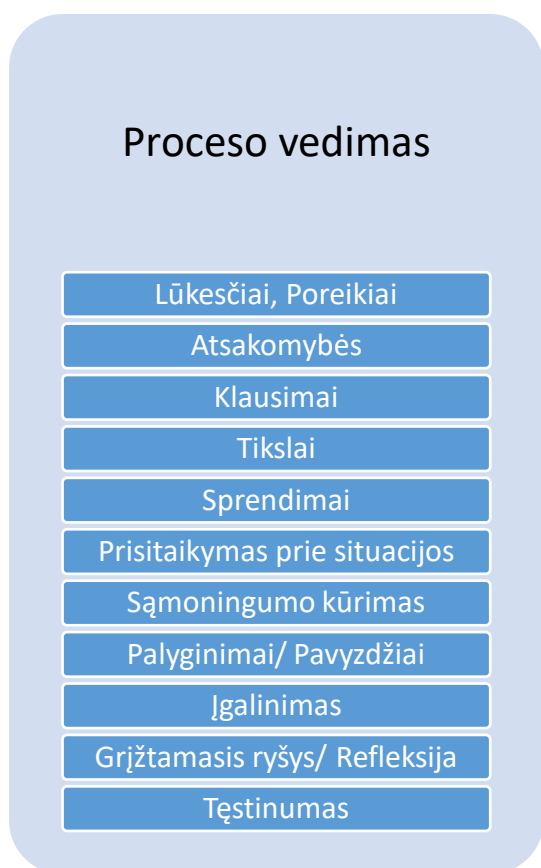 Proceso vedimas
Lūkesčiai, Poreikiai
Atsakomybės
Klausimai
Tikslai
Sprendimai
Prisitaikymas prie situacijos
Sąmoningumo kūrimas
Palyginimai/ Pavyzdžiai
Įgalinimas
Grįžtamasis ryšys/ Refleksija
Tęstinumas